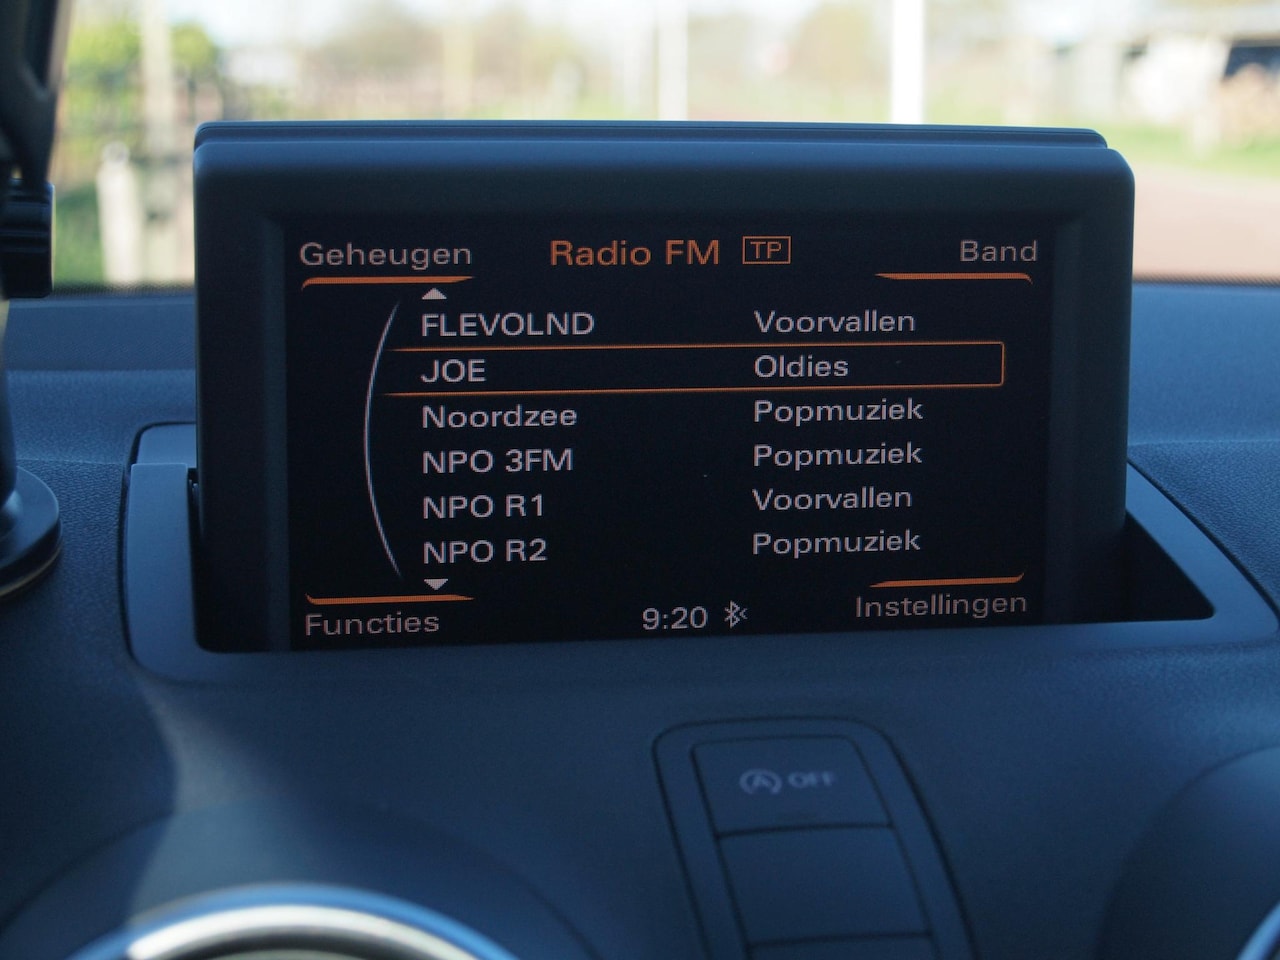 Geheugen Radio FM TP Band
FLEVOLND Voorvallen
JOE Oldies
Noordzee Popmuziek
NPO 3FM Popmuziek
NPO R1 Voorvallen
NPO R2 Popmuziek
Functies 9:20 Instellingen
A OFF